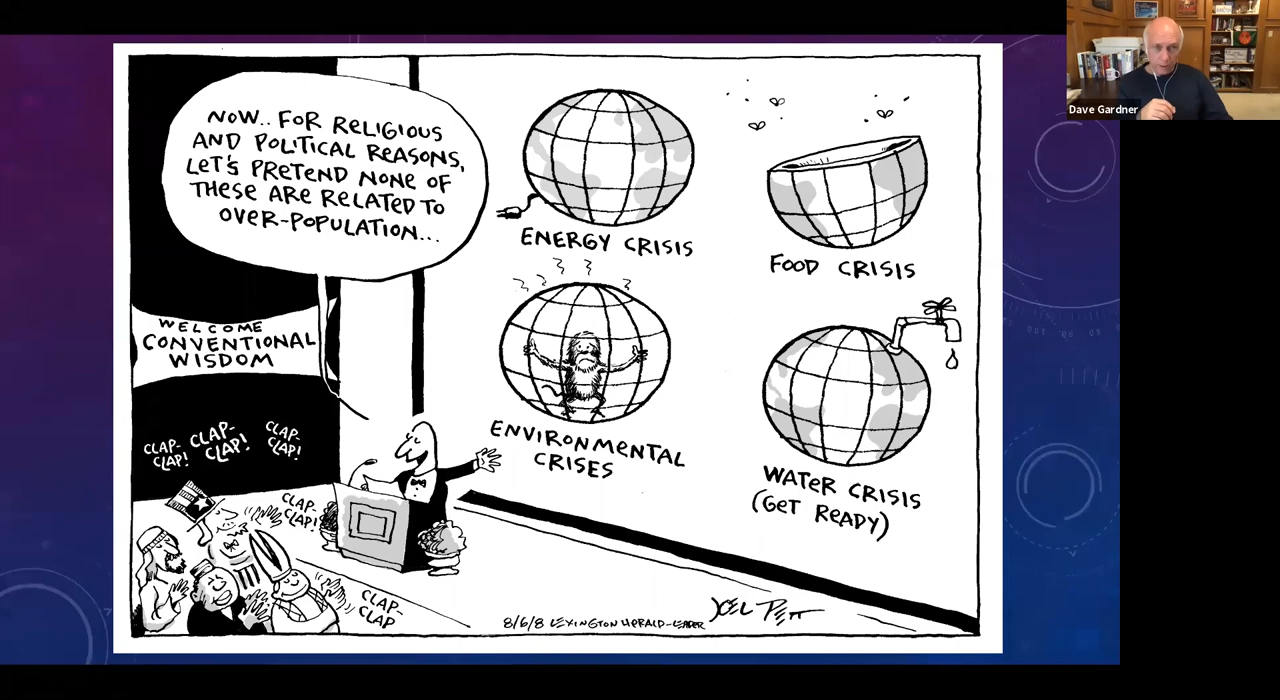 NOW.. FOR RELIGIOUS
AND POLITICAL REASONS,
LET'S PRETEND NONE OF
THESE ARE RELATED TO
OVER-POPULATION...
ENERGY CRISIS
FOOD CRISIS
WELCOME
CONVENTIONAL
WISDOM
ENVIRONMENTAL
CRISES
WATER CRISIS
(GET READY)
CLAP-
CLAP!
CLAP-
CLAP!
CLAP-
CLAP!
CLAP-
CLAP!
CLAP-
CLAP
8/6/8 LEXINGTON HERALD-LEADER
JOEL PETT
Dave Gardner